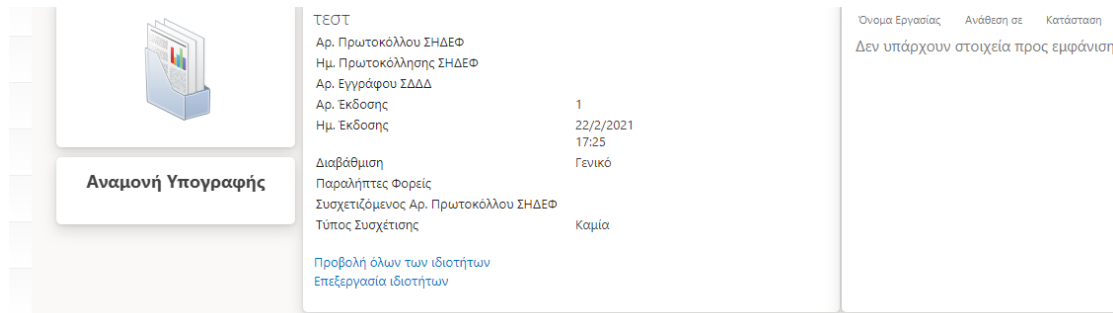 Αναμονή Υπογραφής
τεστ
Αρ. Πρωτοκόλλου ΣΗΔΕΦ
Ημ. Πρωτοκόλλησης ΣΗΔΕΦ
Αρ. Εγγράφου ΣΔΔΔ
Αρ. Έκδοσης 1
Ημ. Έκδοσης 22/2/2021
17:25
Διαβάθμιση Γενικό
Παραλήπτες Φορείς
Συσχετιζόμενος Αρ. Πρωτοκόλλου ΣΗΔΕΦ
Τύπος Συσχέτισης Καμία
Προβολή όλων των ιδιοτήτων
Επεξεργασία ιδιοτήτων
Όνομα Εργασίας Ανάθεση σε Κατάσταση
Δεν υπάρχουν στοιχεία προς εμφάνιση